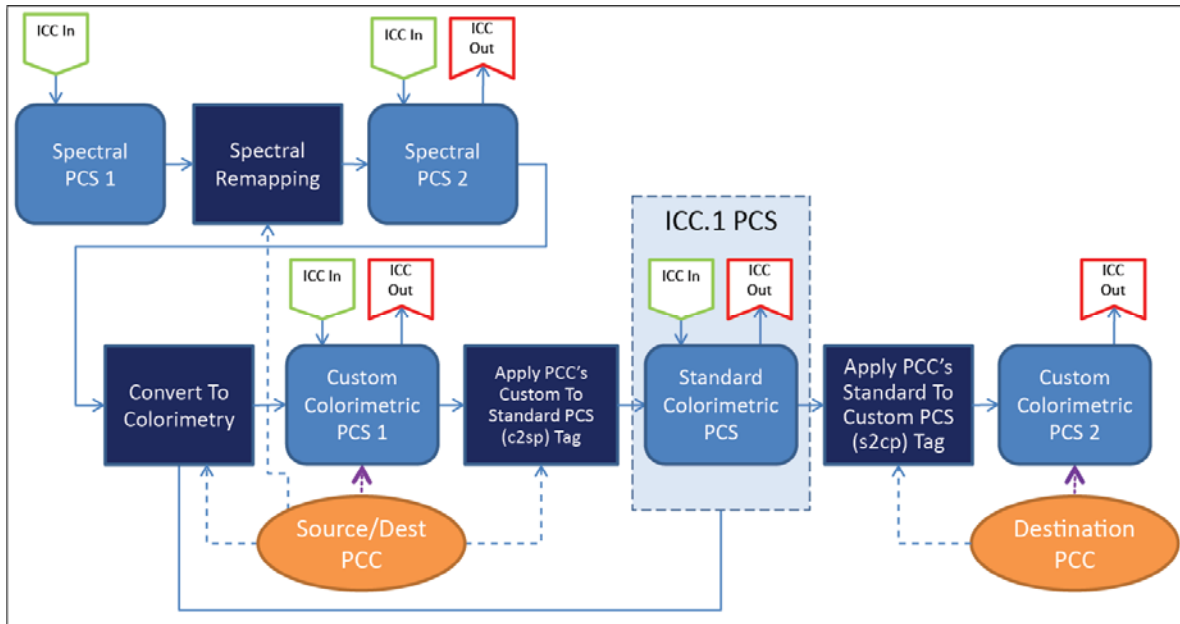 ICC In
ICC In
ICC
Out
Spectral
PCS 1
Spectral
Remapping
Spectral
PCS 2
ICC.1 PCS
ICC In
ICC
Out
ICC In
ICC
Out
ICC
Out
Convert To
Colorimetry
Custom
Colorimetric
PCS 1
Apply PCC's
Custom To
Standard PCS
(c2sp) Tag
Standard
Colorimetric
PCS
Apply PCC's
Standard To
Custom PCS
(s2cp) Tag
Custom
Colorimetric
PCS 2
Source/Dest
PCC
Destination
PCC